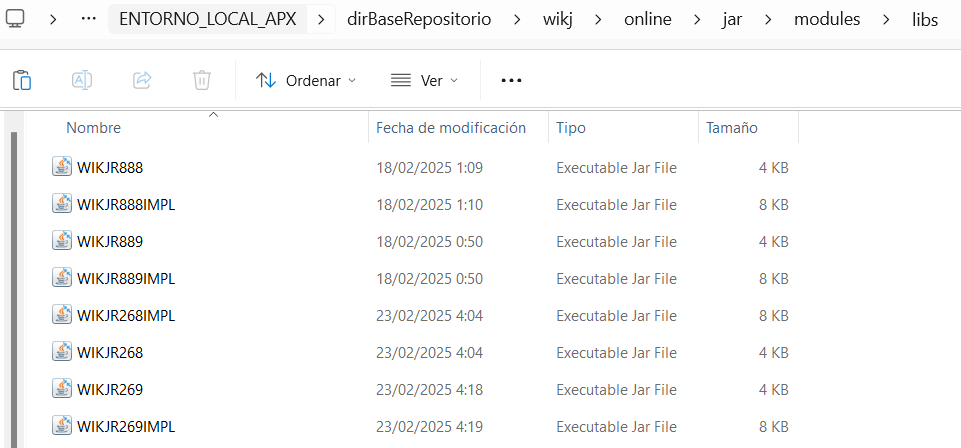 ENTORNO_LOCAL_APX > dirBaseRepositorio > wikj > online > jar > modules > libs
Ordenar Ver
Nombre Fecha de modificación Tipo Tamaño
WIKJR888 18/02/2025 1:09 Executable Jar File 4 KB
WIKJR888IMPL 18/02/2025 1:10 Executable Jar File 8 KB
WIKJR889 18/02/2025 0:50 Executable Jar File 4 KB
WIKJR889IMPL 18/02/2025 0:50 Executable Jar File 8 KB
WIKJR268IMPL 23/02/2025 4:04 Executable Jar File 8 KB
WIKJR268 23/02/2025 4:04 Executable Jar File 4 KB
WIKJR269 23/02/2025 4:18 Executable Jar File 4 KB
WIKJR269IMPL 23/02/2025 4:19 Executable Jar File 8 KB